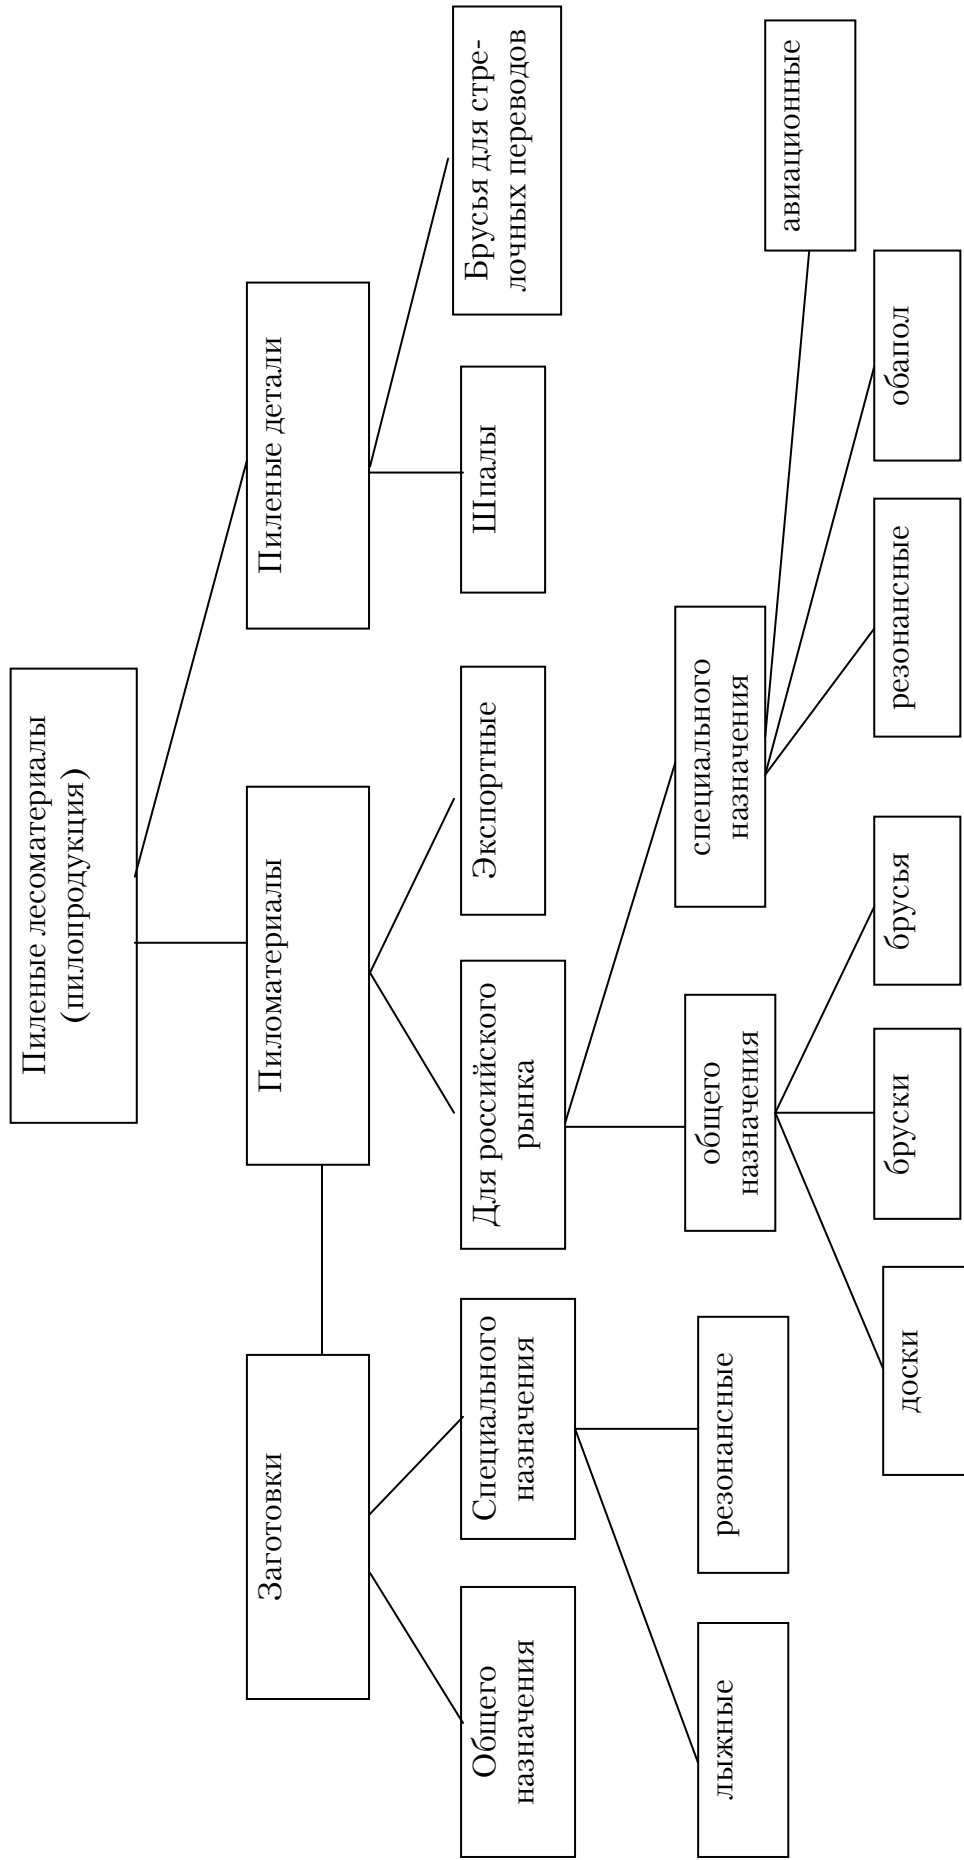 Пиленые лесоматериалы
(пилопродукция)
Заготовки
Пиломатериалы
Пиленые детали
Общего
назначения
Специального
назначения
Для российского
рынка
Экспортные
Шпалы
Брусья для стре-
лочных переводов
лыжные
резонансные
общего
назначения
специального
назначения
авиационные
доски
бруски
брусья
резонансные
обапол